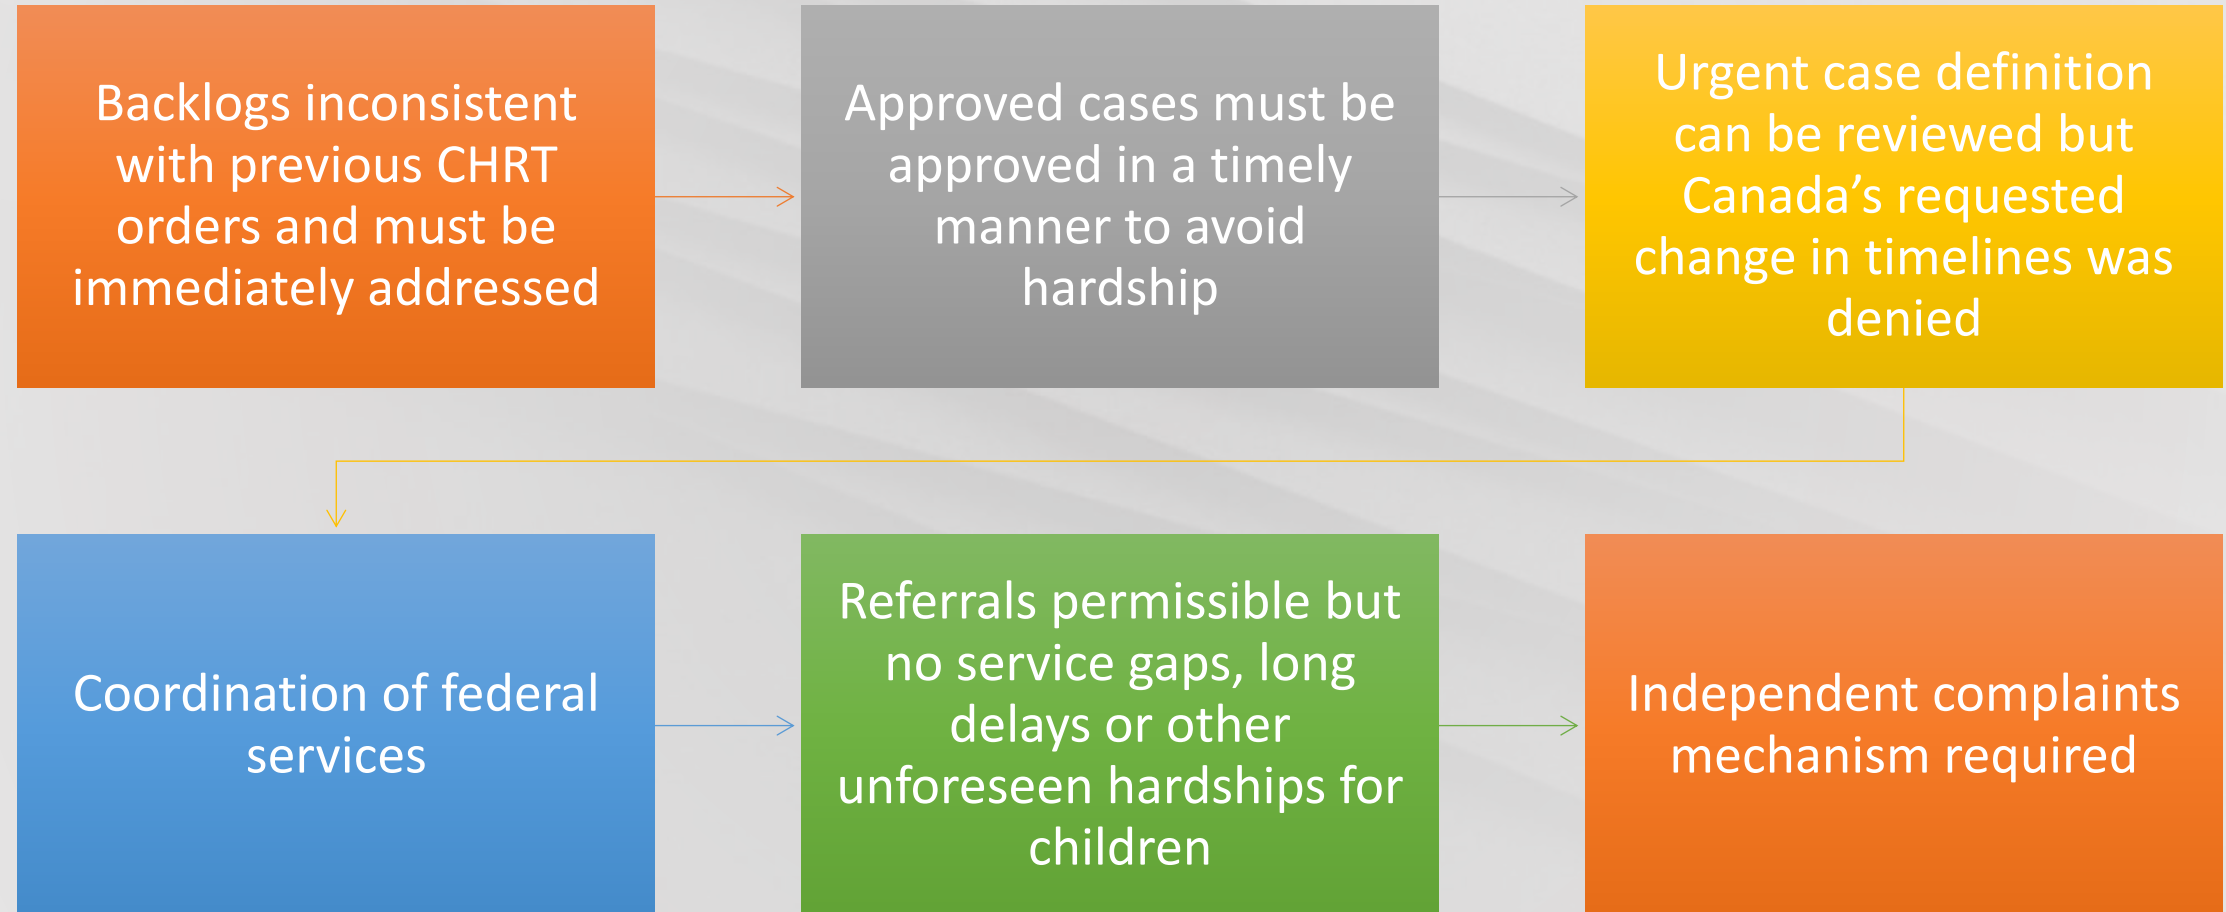 Backlogs inconsistent
with previous CHRT
orders and must be
immediately addressed
Approved cases must be
approved in a timely
manner to avoid
hardship
Urgent case definition
can be reviewed but
Canada’s requested
change in timelines was
denied
Coordination of federal
services
Referrals permissible but
no service gaps, long
delays or other
unforeseen hardships for
children
Independent complaints
mechanism required